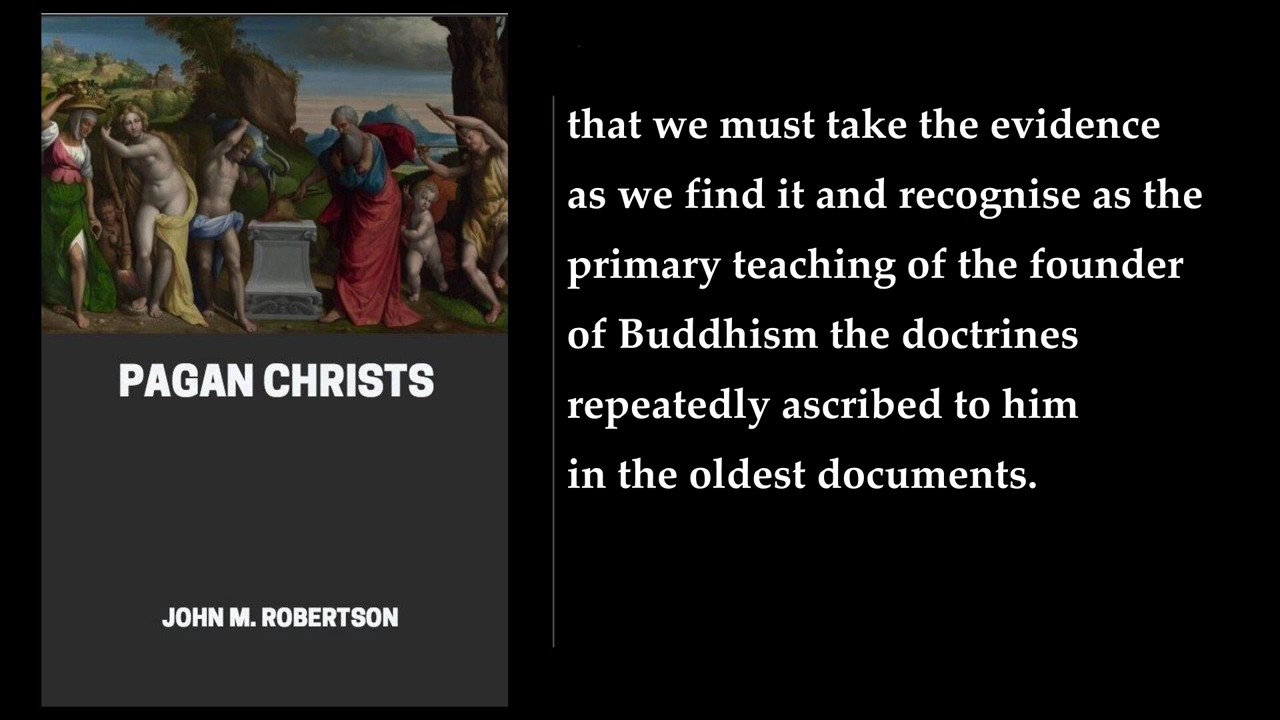 PAGAN CHRISTS
JOHN M. ROBERTSON
that we must take the evidence
as we find it and recognise as the
primary teaching of the founder
of Buddhism the doctrines
repeatedly ascribed to him
in the oldest documents.